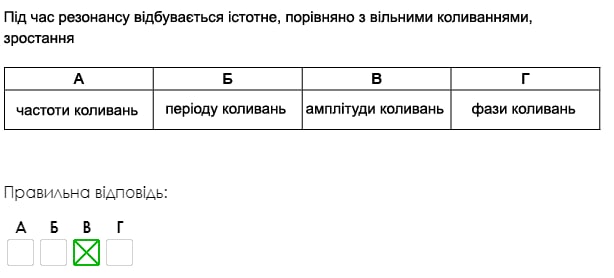 Під час резонансу відбувається істотне, порівняно з вільними коливаннями,
зростання
А Б В Г
частоти коливань періоду коливань амплітуди коливань фази коливань
Правильна відповідь:
А Б В Г